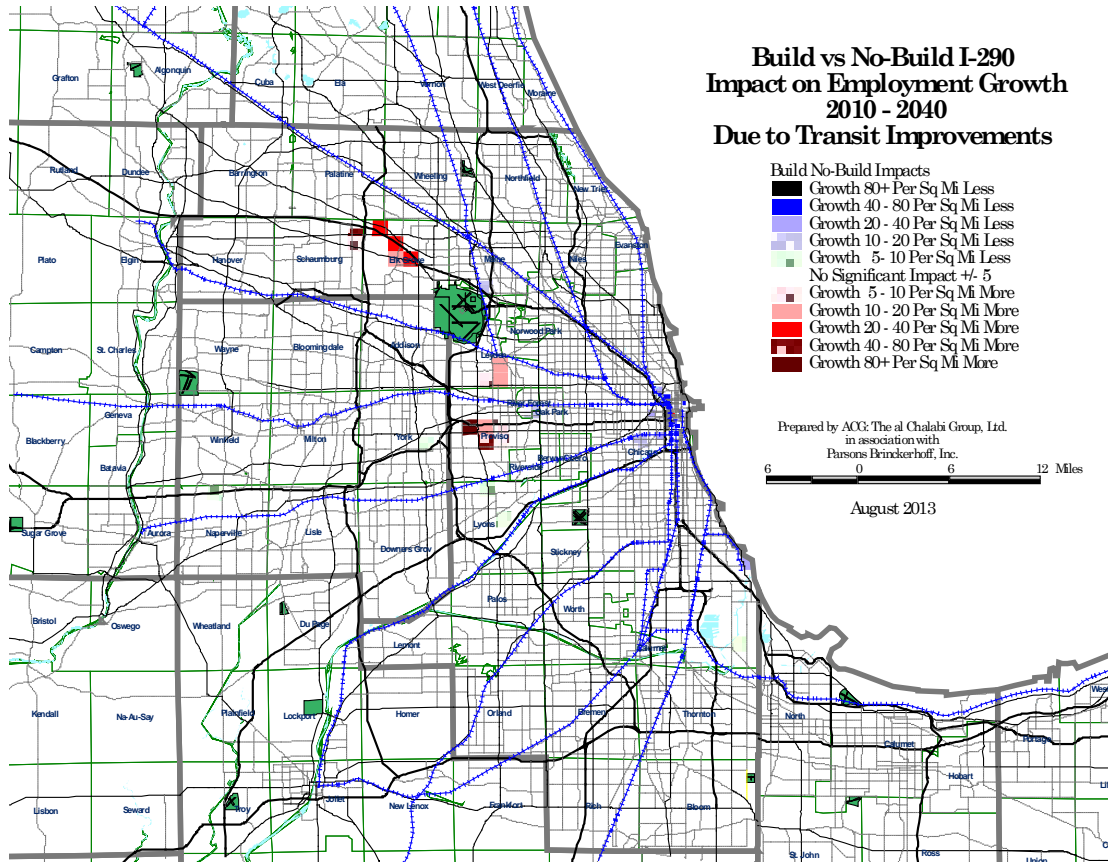 Build vs No-Build I-290
Impact on Employment Growth
2010 - 2040
Due to Transit Improvements
Build No-Build Impacts
Growth 80+ Per Sq Mi Less
Growth 40 - 80 Per Sq Mi Less
Growth 20 - 40 Per Sq Mi Less
Growth 10 - 20 Per Sq Mi Less
Growth 5 - 10 Per Sq Mi Less
No Significant Impact +/- 5
Growth 5 - 10 Per Sq Mi More
Growth 10 - 20 Per Sq Mi More
Growth 20 - 40 Per Sq Mi More
Growth 40 - 80 Per Sq Mi More
Growth 80+ Per Sq Mi More
Prepared by ACG: The al Chalabi Group, Ltd.
in association with
Parsons Brinckerhoff, Inc.
6 0 6 12 Miles
August 2013
Grafton
Algonquin
Cuba
Ela
Vernon
West Deerfie
Moraine
Rutland
Dundee
Barrington
Palatine
Wheeling
Northfield
New Trier
Plato
Elgin
Hanover
Schaumburg
Elk Grove
Maine
Niles
Evanston
Campton
St. Charles
Wayne
Bloomingdale
Addison
Norwood Park
Leyden
Geneva
River Forest
Oak Park
Blackberry
Batavia
Winfield
Milton
York
Proviso
Riverside
Chicago
Sugar Grove
Aurora
Naperville
Lisle
Downers Grov
Lyons
Stickney
Bristol
Oswego
Wheatland
Du Page
Lemont
Palos
Worth
Calumet
Kendall
Na-Au-Say
Plainfield
Lockport
Homer
Orland
Bremen
Thornton
North
Calumet
Portage
Wes
Hobart
Lisbon
Seward
Troy
Joliet
New Lenox
Frankfort
Rich
Bloom
St. John
Ross
Union